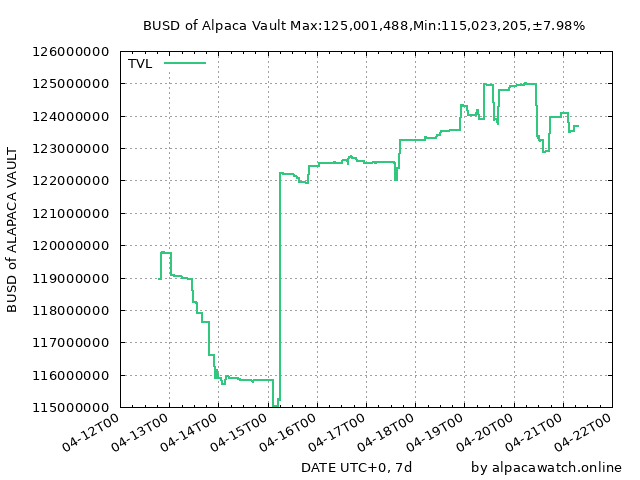 BUSD of Alpaca Vault Max:125,001,488,Min:115,023,205,±7.98%
TVL
126000000
125000000
124000000
123000000
122000000
121000000
120000000
119000000
118000000
117000000
116000000
115000000
BUSD of ALAPACA VAULT
04-12T00
04-13T00
04-14T00
04-15T00
04-16T00
04-17T00
04-18T00
04-19T00
04-20T00
04-21T00
04-22T00
DATE UTC+0, 7d
by alpacawatch.online